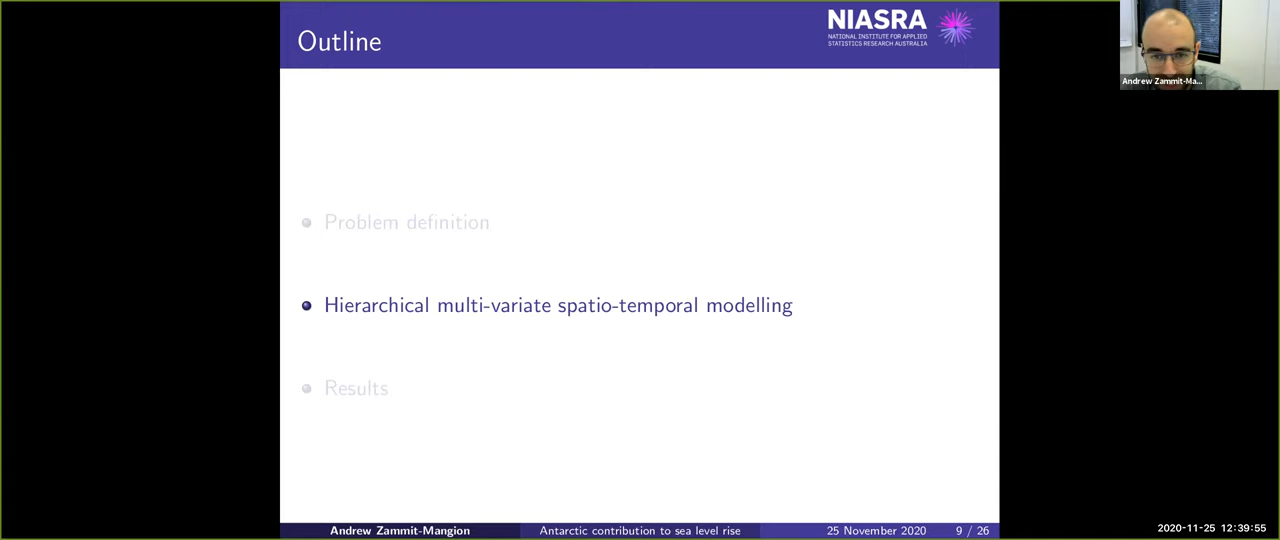 Outline
NIASRA
NATIONAL INSTITUTE FOR APPLIED
STATISTICS RESEARCH AUSTRALIA
Andrew Zammit-Ma...
Problem definition
Hierarchical multi-variate spatio-temporal modelling
Results
Andrew Zammit-Mangion
Antarctic contribution to sea level rise
25 November 2020
9 / 26
2020-11-25 12:39:55